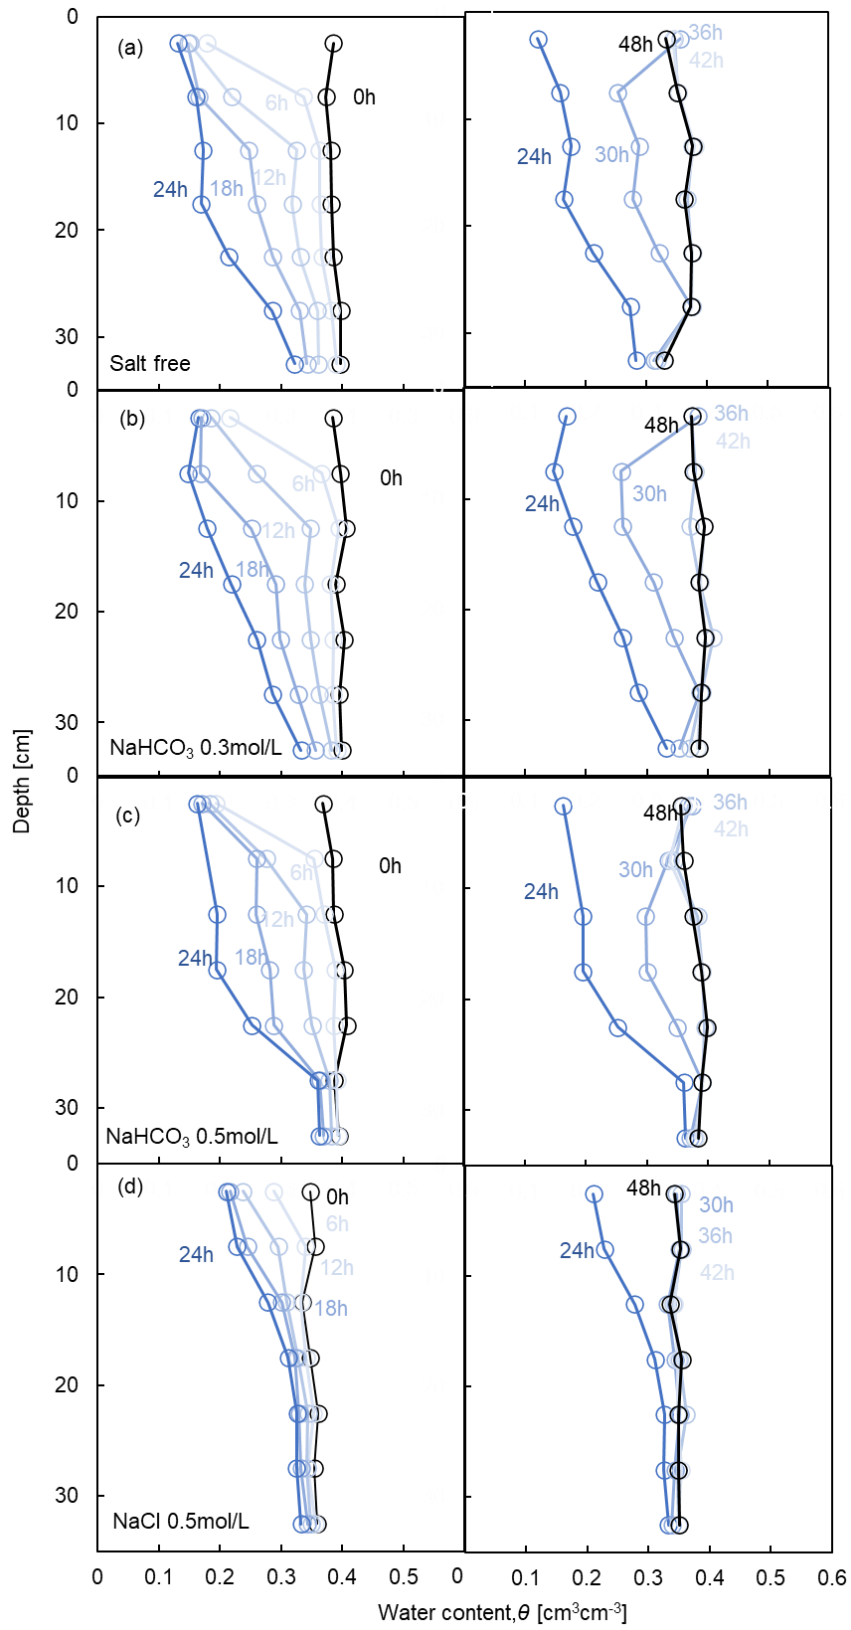 0
(a)
36h
48h
42h
6h
0h
10
24h
18h
12h
24h
30h
20
30
Salt free
0
(b)
36h
48h
42h
6h
0h
30h
10
24h
12h
24h
18h
20
30
NaHCO₃ 0.3mol/L
Depth [cm]
0
(c)
36h
48h
42h
6h
0h
30h
10
24h
12h
24h
18h
20
30
NaHCO₃ 0.5mol/L
0
(d)
0h
48h
30h
6h
36h
24h
24h
12h
42h
10
18h
20
30
NaCl 0.5mol/L
0 0.1 0.2 0.3 0.4 0.5 0 0.1 0.2 0.3 0.4 0.5 0.6
Water content,θ [cm³cm⁻³]